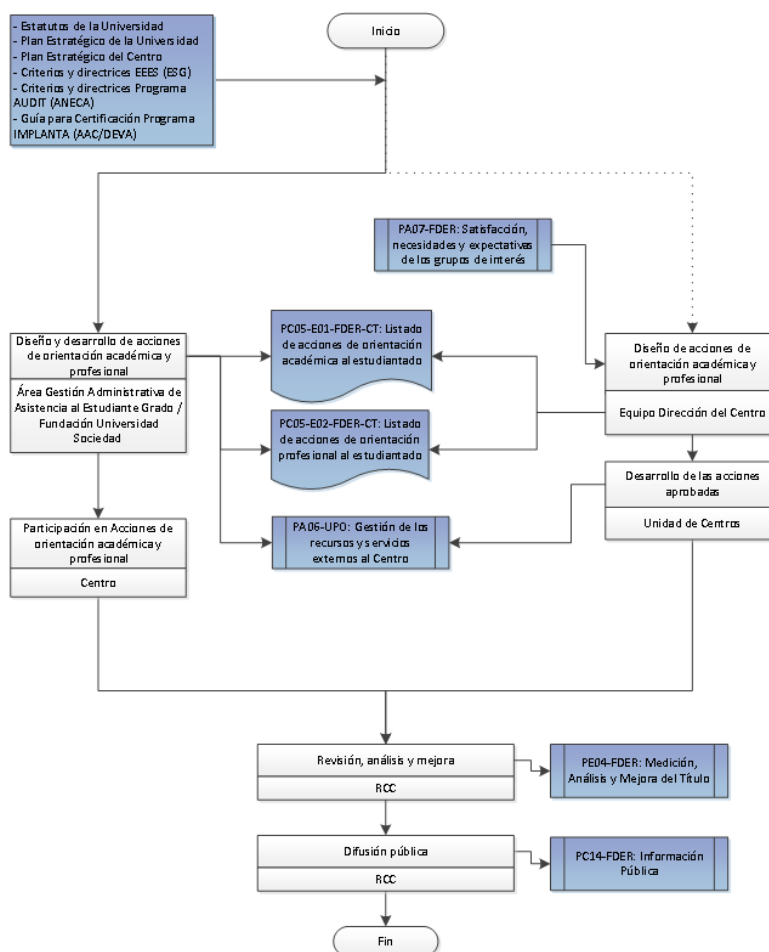 - Estatutos de la Universidad
- Plan Estratégico de la Universidad
- Plan Estratégico del Centro
- Criterios y directrices EEES (ESG)
- Criterios y directrices Programa
AUDIT (ANECA)
- Guía para Certificación Programa
IMPLANTA (AAC/DEVA)
Inicio
PA07-FDER: Satisfacción,
necesidades y expectativas
de los grupos de interés
Diseño y desarrollo de acciones
de orientación académica y
profesional
Área Gestión Administrativa de
Asistencia al Estudiante Grado /
Fundación Universidad
Sociedad
PC05-E01-FDER-CT: Listado
de acciones de orientación
académica al estudiantado
Diseño de acciones de
orientación académica y
profesional
Equipo Dirección del Centro
PC05-E02-FDER-CT: Listado
de acciones de orientación
profesional al estudiantado
Desarrollo de las acciones
aprobadas
Unidad de Centros
Participación en Acciones de
orientación académica y
profesional
Centro
PA06-UPO: Gestión de los
recursos y servicios
externos al Centro
Revisión, análisis y mejora
RCC
PE04-FDER: Medición,
Análisis y Mejora del Título
Difusión pública
RCC
PC14-FDER: Información
Pública
Fin